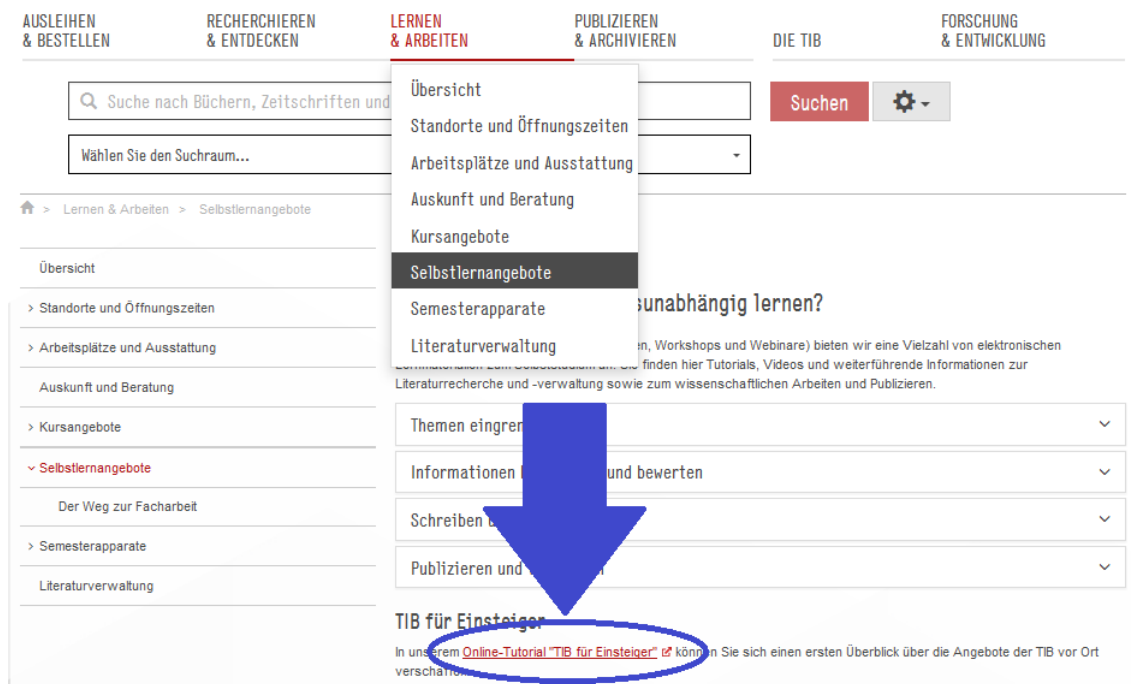 AUSLEIHEN
& BESTELLEN
RECHERCHIEREN
& ENTDECKEN
LERNEN
& ARBEITEN
PUBLIZIEREN
& ARCHIVIEREN
DIE TIB
FORSCHUNG
& ENTWICKLUNG
Suche nach Büchern, Zeitschriften und
Suchen
Wählen Sie den Suchraum...
Übersicht
Standorte und Öffnungszeiten
Arbeitsplätze und Ausstattung
Auskunft und Beratung
Kursangebote
Selbstlernangebote
Semesterapparate
Literaturverwaltung
> Lernen & Arbeiten > Selbstlernangebote
Übersicht
> Standorte und Öffnungszeiten
> Arbeitsplätze und Ausstattung
Auskunft und Beratung
> Kursangebote
Selbstlernangebote
Der Weg zur Facharbeit
> Semesterapparate
Literaturverwaltung
sunabhängig lernen?
en, Workshops und Webinare) bieten wir eine Vielzahl von elektronischen
finden hier Tutorials, Videos und weiterführende Informationen zur
Literaturrecherche und -verwaltung sowie zum wissenschaftlichen Arbeiten und Publizieren.
Themen eingren
Informationen und bewerten
Schreiben
Publizieren und
TIB für Einsteiger
In unserem Online-Tutorial "TIB für Einsteiger" können Sie sich einen ersten Überblick über die Angebote der TIB vor Ort
verschaffen